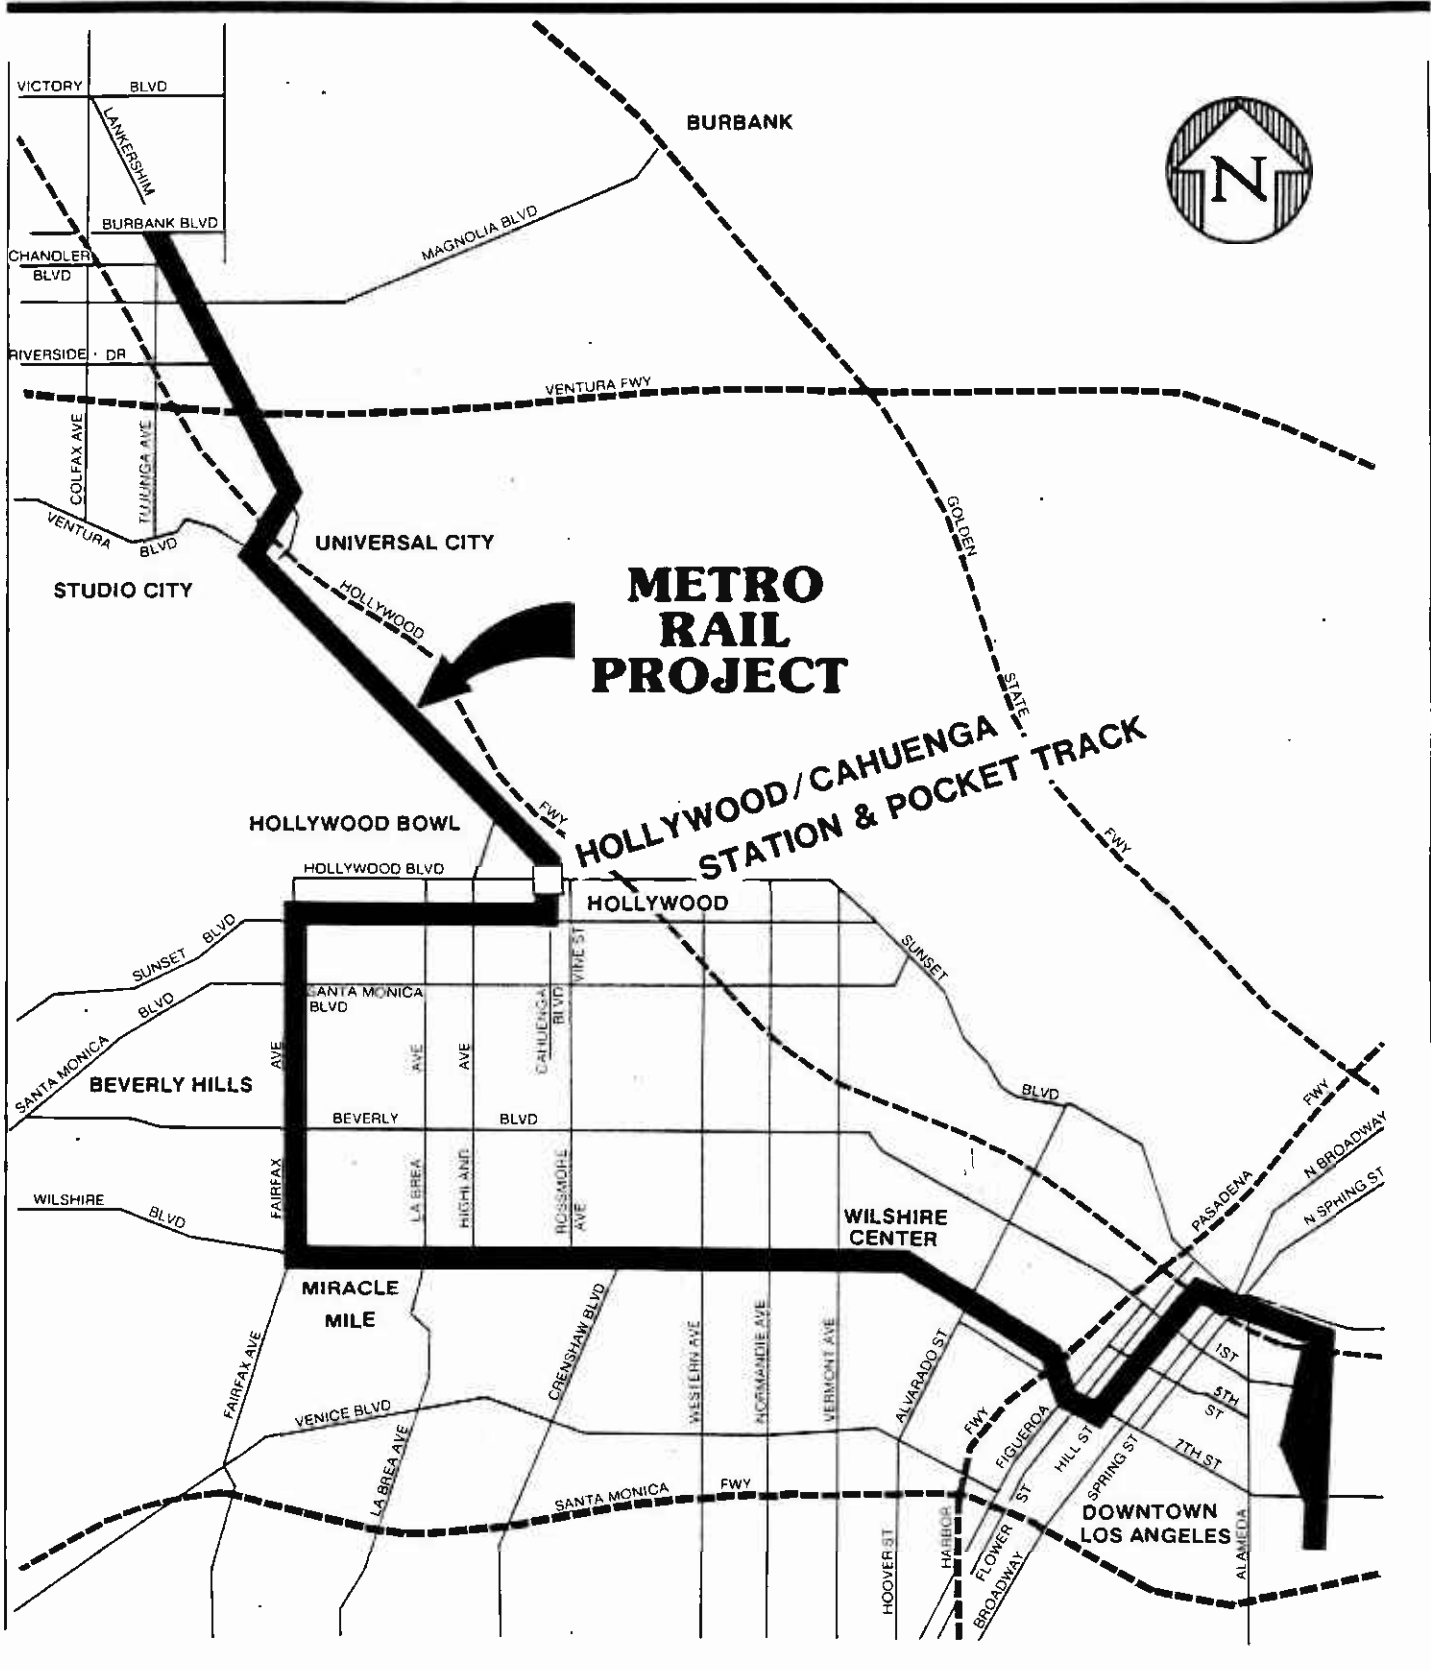 VICTORY BLVD
LANKERSHIM
BURBANK
N
BURBANK BLVD
MAGNOLIA BLVD
CHANDLER
BLVD
RIVERSIDE DR
VENTURA FWY
COLFAX AVE
TUJUNGA AVE
GOLDEN
STATE
FWY
VENTURA
BLVD
UNIVERSAL CITY
STUDIO CITY
HOLLYWOOD
FWY
METRO
RAIL
PROJECT
HOLLYWOOD/CAHUENGA
STATION & POCKET TRACK
HOLLYWOOD BOWL
HOLLYWOOD BLVD
HOLLYWOOD
SUNSET BLVD
SUNSET
BLVD
VINE ST
SANTA MONICA
BLVD
SANTA MONICA
BLVD
CAHUENGA
BLVD
AVE
AVE
AVE
BEVERLY HILLS
BEVERLY BLVD
FAIRFAX
LA BREA
HIGHLAND
ROSSMORE
AVE
WILSHIRE
BLVD
WILSHIRE
CENTER
PASADENA
FWY
N BROADWAY
N SPRING ST
MIRACLE
MILE
FAIRFAX AVE
CRENSHAW BLVD
WESTERN AVE
NORMANDIE AVE
VERMONT AVE
ALVARADO ST
1ST
5TH
ST
7TH ST
VENICE BLVD
LA BREA AVE
FWY
FIGUEROA
ST
HILL ST
SPRING ST
SANTA MONICA FWY
DOWNTOWN
LOS ANGELES
HOOVER ST
HARBOR
FLOWER
BROADWAY
ALAMEDA